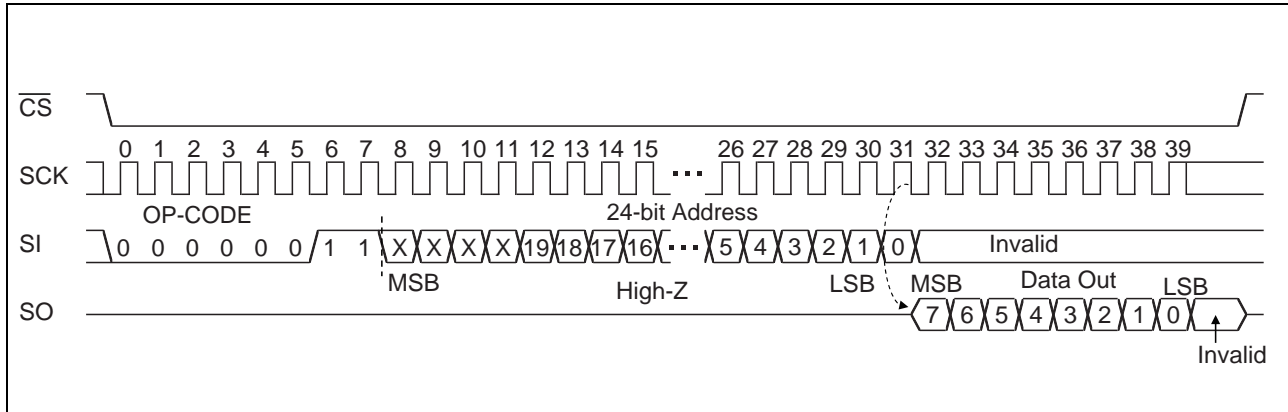 CS
0 1 2 3 4 5 6 7 8 9 10 11 12 13 14 15 26 27 28 29 30 31 32 33 34 35 36 37 38 39
SCK ···
OP-CODE 24-bit Address
SI 0 0 0 0 0 0 1 1 X X X X 19 18 17 16 ··· 5 4 3 2 1 0 Invalid
MSB High-Z LSB MSB Data Out LSB
SO 7 6 5 4 3 2 1 0
Invalid